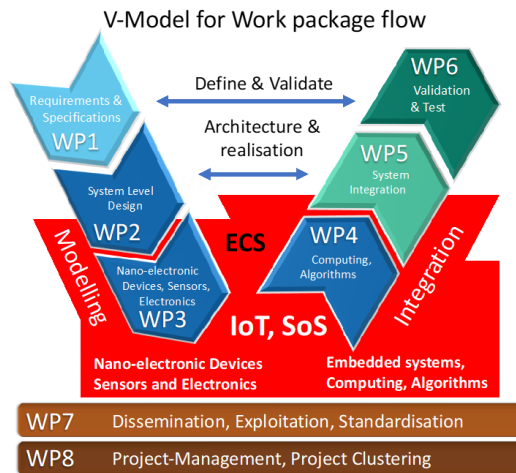 V-Model for Work package flow
Requirements &
Specifications
WP1
Define & Validate
WP6
Validation
& Test
Architecture &
realisation
WP5
System
Integration
System Level
Design
WP2
ECS
WP4
Computing,
Algorithms
Modelling
Nano-electronic
Devices, Sensors,
Electronics
WP3
IoT, SoS
Integration
Nano-electronic Devices
Sensors and Electronics
Embedded systems,
Computing, Algorithms
WP7 Dissemination, Exploitation, Standardisation
WP8 Project-Management, Project Clustering